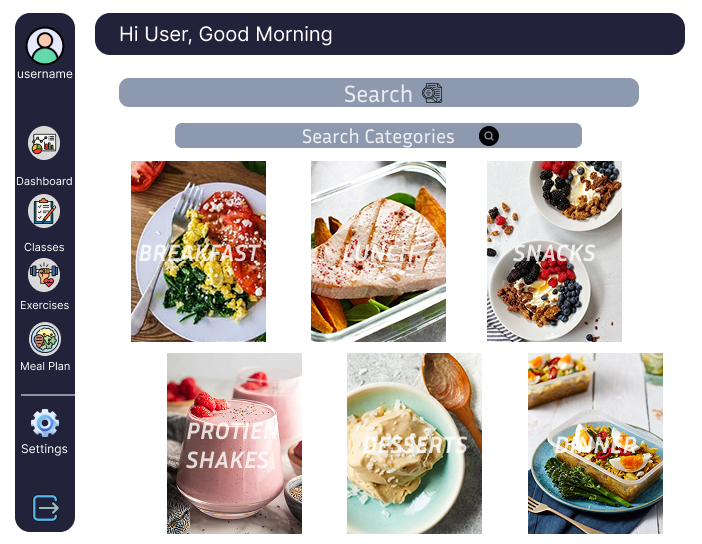 Hi User, Good Morning
username
Search
Search Categories
Dashboard
Classes
Exercises
Meal Plan
Settings
BREAKFAST
LUNCH
SNACKS
PROTIEN
SHAKES
DESSERTS
DINNER